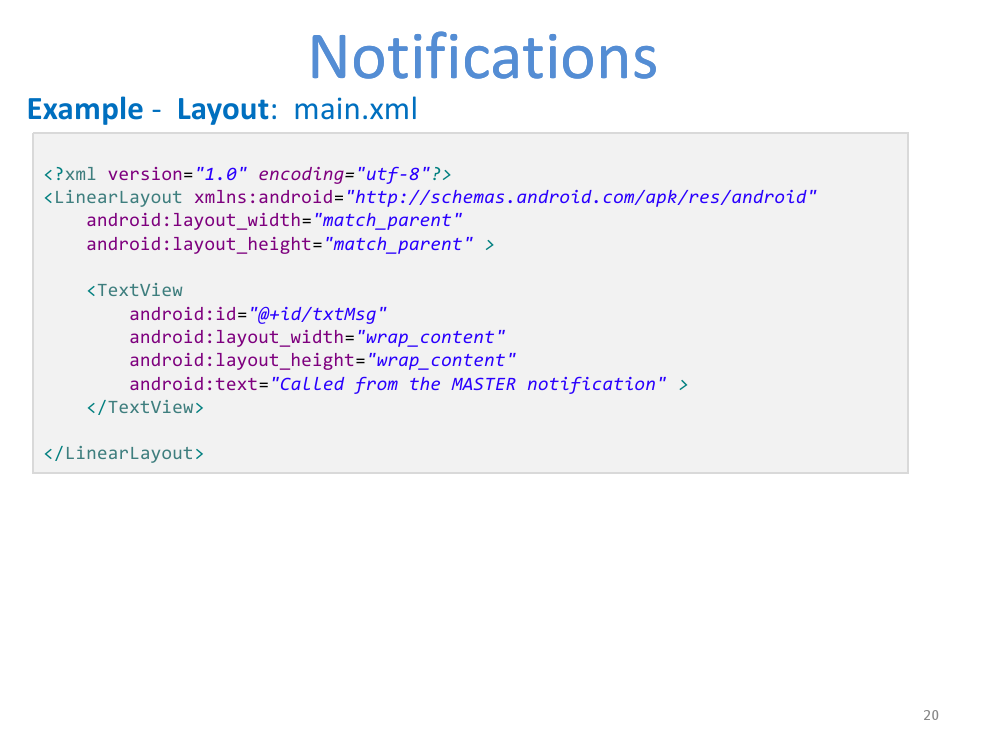 Notifications
Example - Layout: main.xml
<?xml version="1.0" encoding="utf-8"?>
<LinearLayout xmlns:android="http://schemas.android.com/apk/res/android"
    android:layout_width="match_parent"
    android:layout_height="match_parent" >
    <TextView
        android:id="@+id/txtMsg"
        android:layout_width="wrap_content"
        android:layout_height="wrap_content"
        android:text="Called from the MASTER notification" >
    </TextView>
</LinearLayout>
20